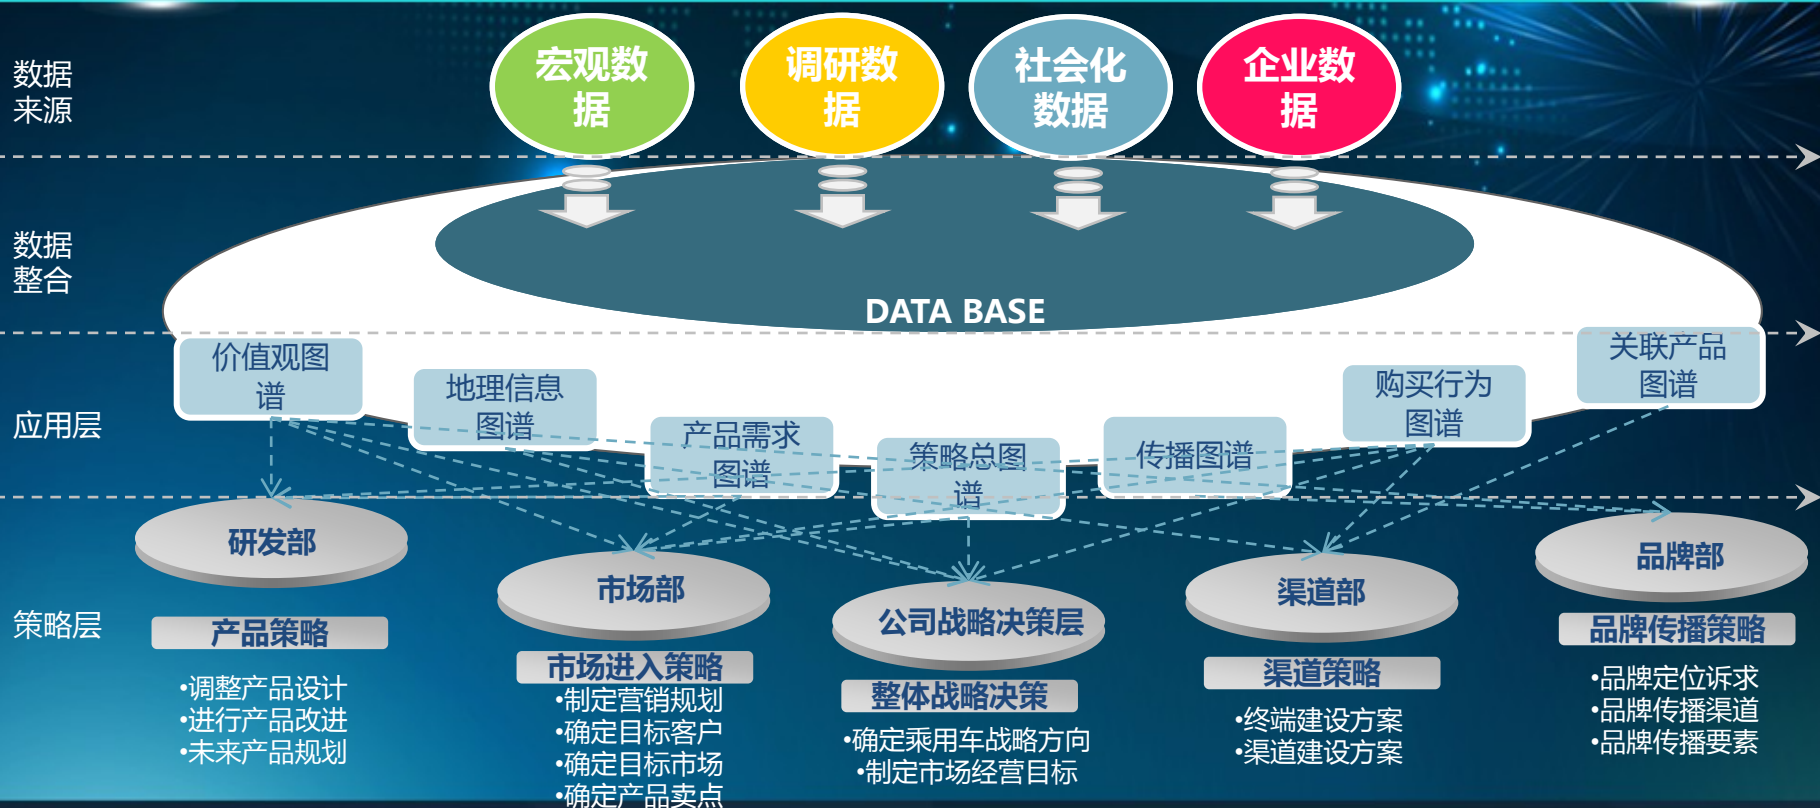 数据
来源
宏观数
据
调研数
据
社会化
数据
企业数
据
数据
整合
DATA BASE
应用层
价值观图
谱
地理信息
图谱
产品需求
图谱
策略总图
谱
传播图谱
购买行为
图谱
关联产品
图谱
策略层
研发部
产品策略
•调整产品设计
•进行产品改进
•未来产品规划
市场部
市场进入策略
•制定营销规划
•确定目标客户
•确定目标市场
•确定产品卖点
公司战略决策层
整体战略决策
•确定乘用车战略方向
•制定市场经营目标
渠道部
渠道策略
•终端建设方案
•渠道建设方案
品牌部
品牌传播策略
•品牌定位诉求
•品牌传播渠道
•品牌传播要素